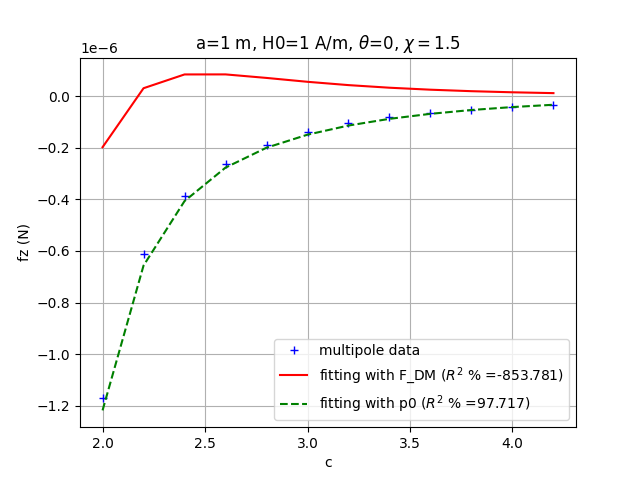 a=1 m, H0=1 A/m, θ=0, χ = 1.5
1e−6
0.0
−0.2
−0.4
−0.6
−0.8
−1.0
−1.2
fz (N)
multipole data
fitting with F_DM (R² % =-853.781)
fitting with p0 (R² % =97.717)
2.0 2.5 3.0 3.5 4.0
c